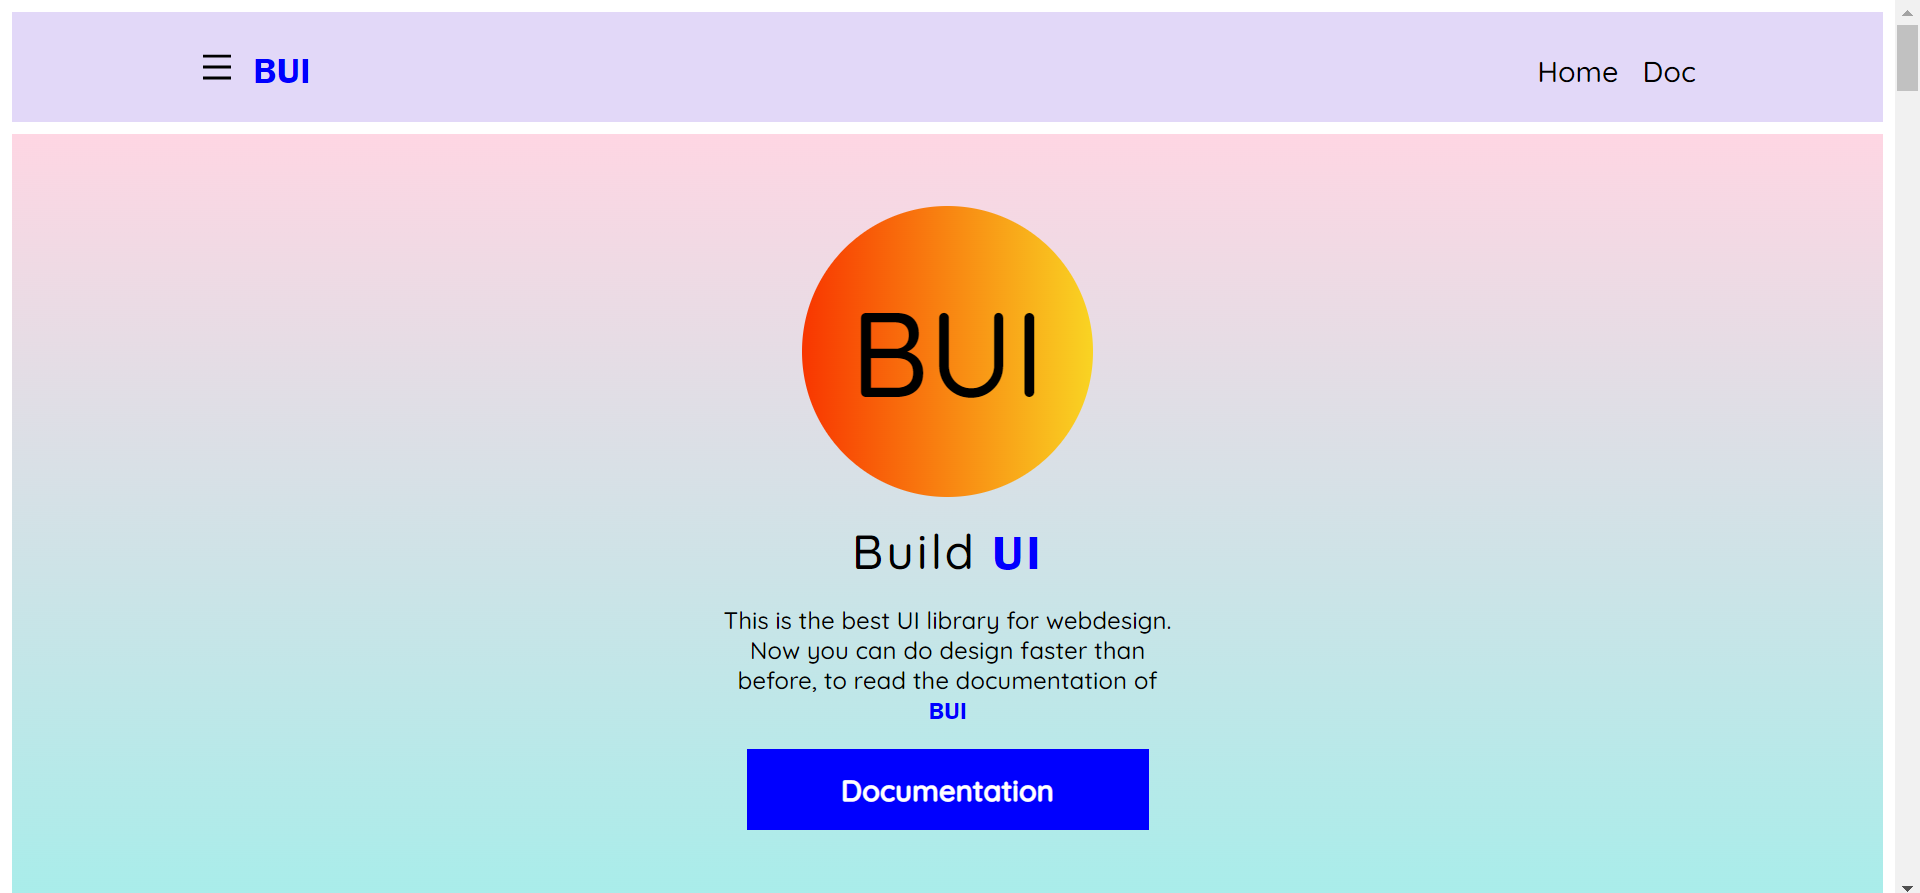 BUI
Home Doc
BUI
Build UI
This is the best UI library for webdesign.
Now you can do design faster than
before, to read the documentation of
BUI
Documentation